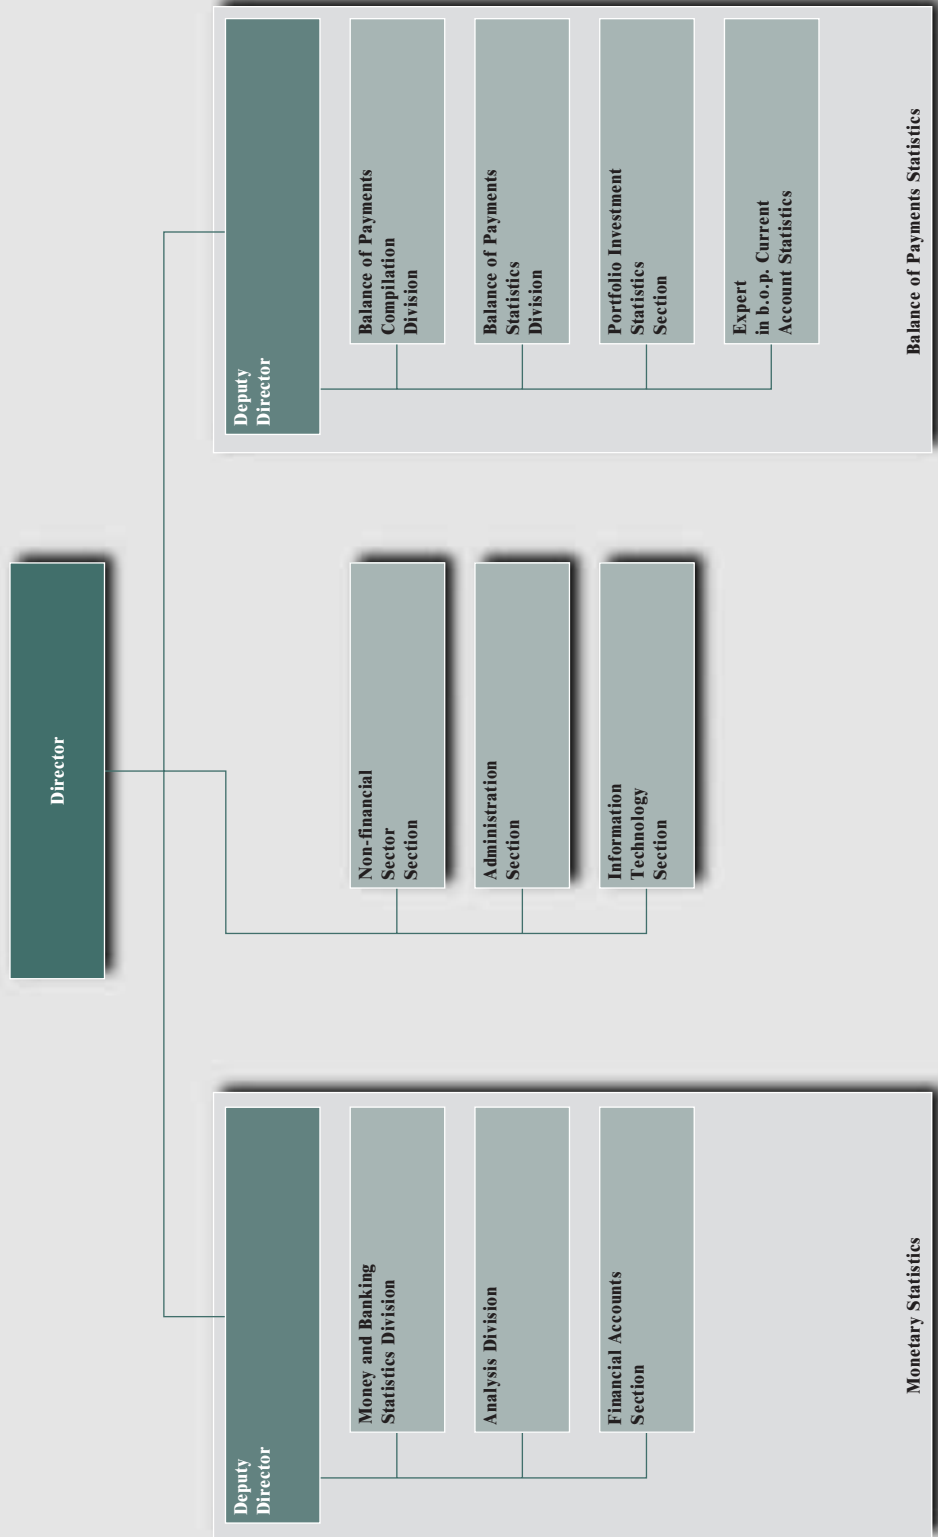 Director
Deputy
Director
Money and Banking
Statistics Division
Analysis Division
Financial Accounts
Section
Monetary Statistics
Non-financial
Sector
Section
Administration
Section
Information
Technology
Section
Deputy
Director
Balance of Payments
Compilation
Division
Balance of Payments
Statistics
Division
Portfolio Investment
Statistics
Section
Expert
in b.o.p. Current
Account Statistics
Balance of Payments Statistics